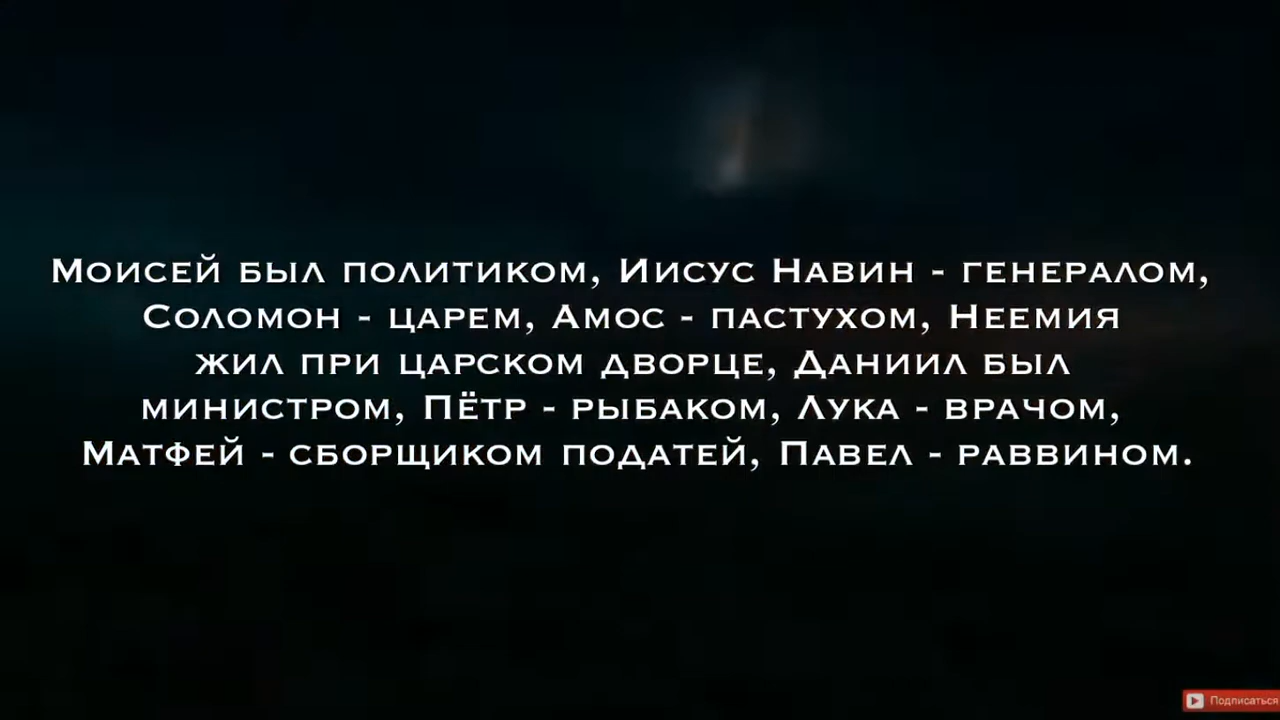 Моисей был политиком, Иисус Навин - генералом,
Соломон - царем, Амос - пастухом, Неемия
жил при царском дворце, Даниил был
министром, Пётр - рыбаком, Лука - врачом,
Матфей - сборщиком податей, Павел - раввином.
Подписаться